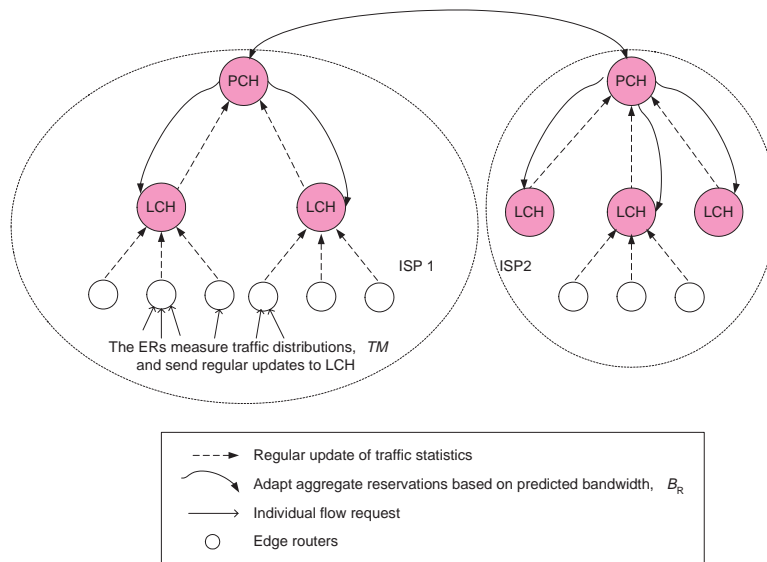 PCH
PCH
LCH
LCH
LCH
LCH
LCH
ISP 1
ISP2
The ERs measure traffic distributions, TM
and send regular updates to LCH
Regular update of traffic statistics
Adapt aggregate reservations based on predicted bandwidth, BR
Individual flow request
Edge routers